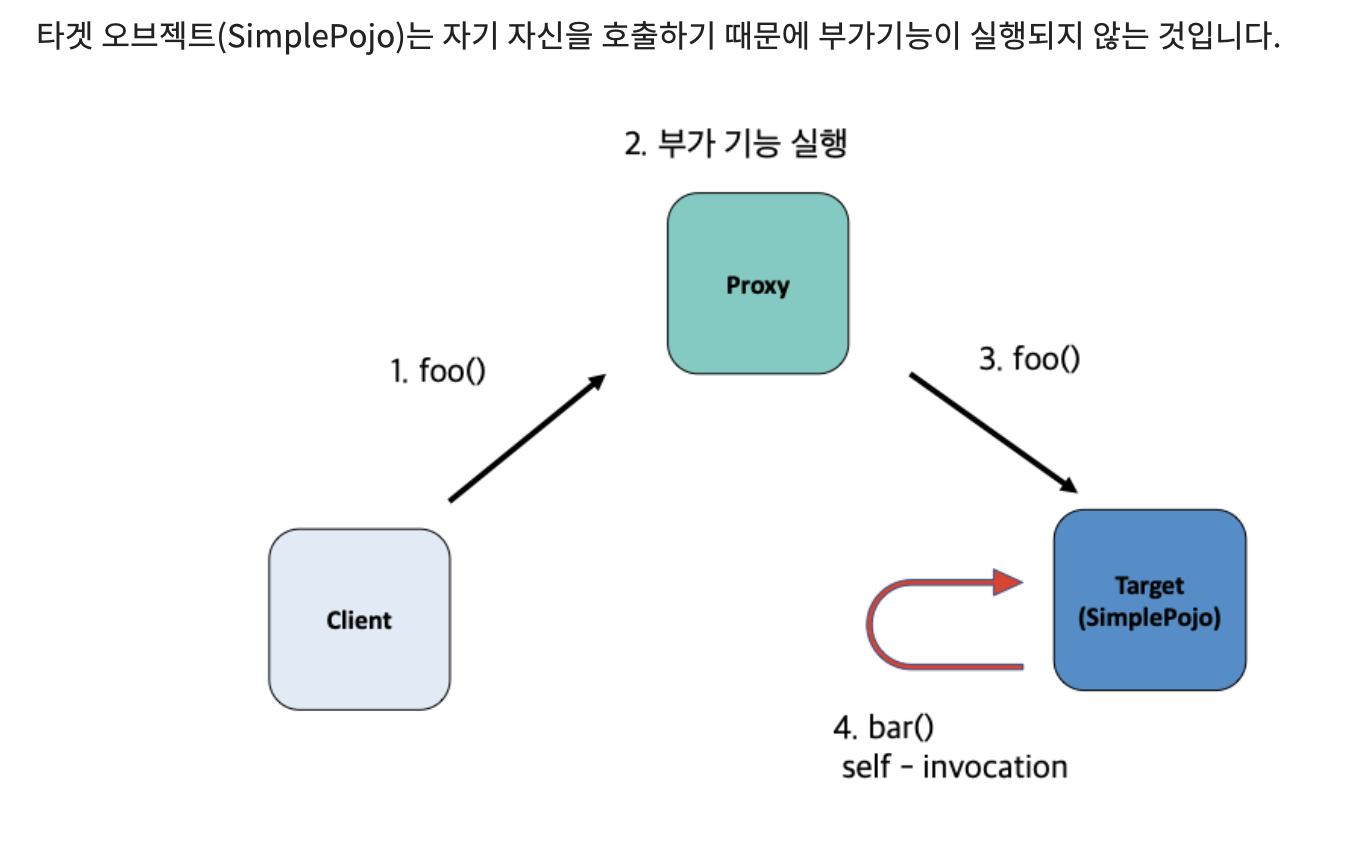 타겟 오브젝트(SimplePojo)는 자기 자신을 호출하기 때문에 부가기능이 실행되지 않는 것입니다.
2. 부가 기능 실행
Proxy
1. foo()
3. foo()
Client
Target
(SimplePojo)
4. bar()
self - invocation